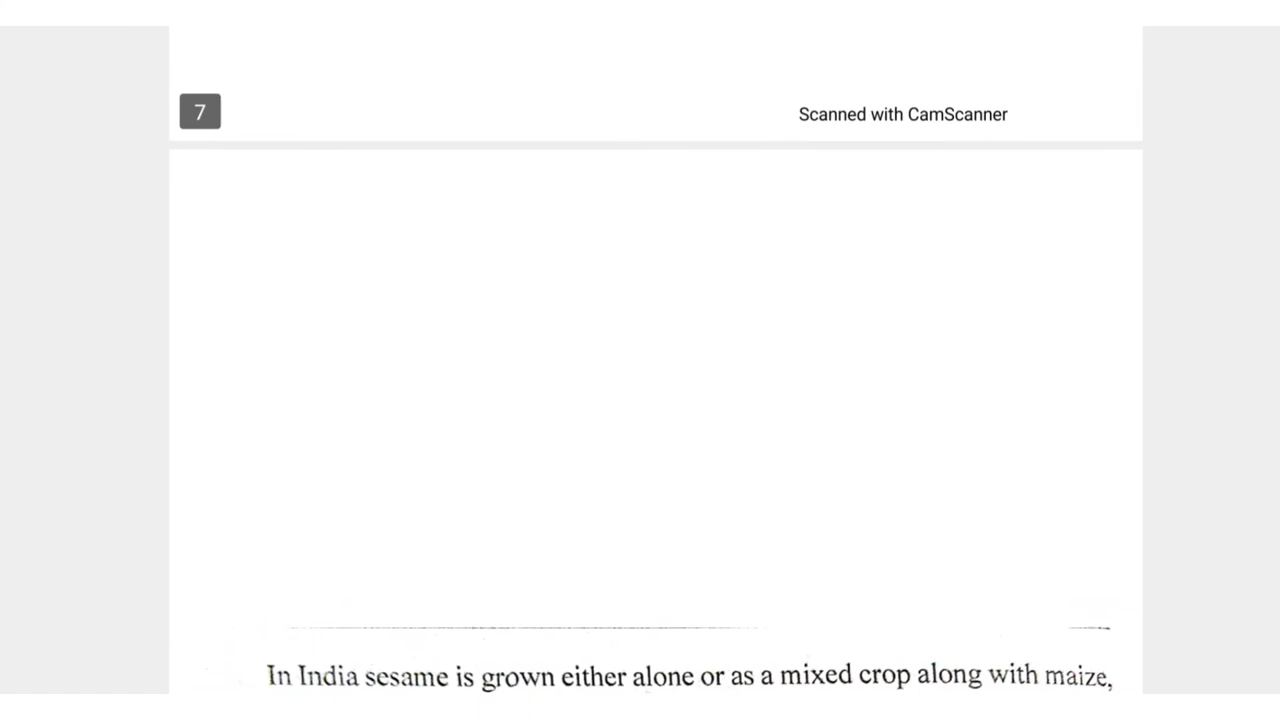 7
Scanned with CamScanner
In India sesame is grown either alone or as a mixed crop along with maize,